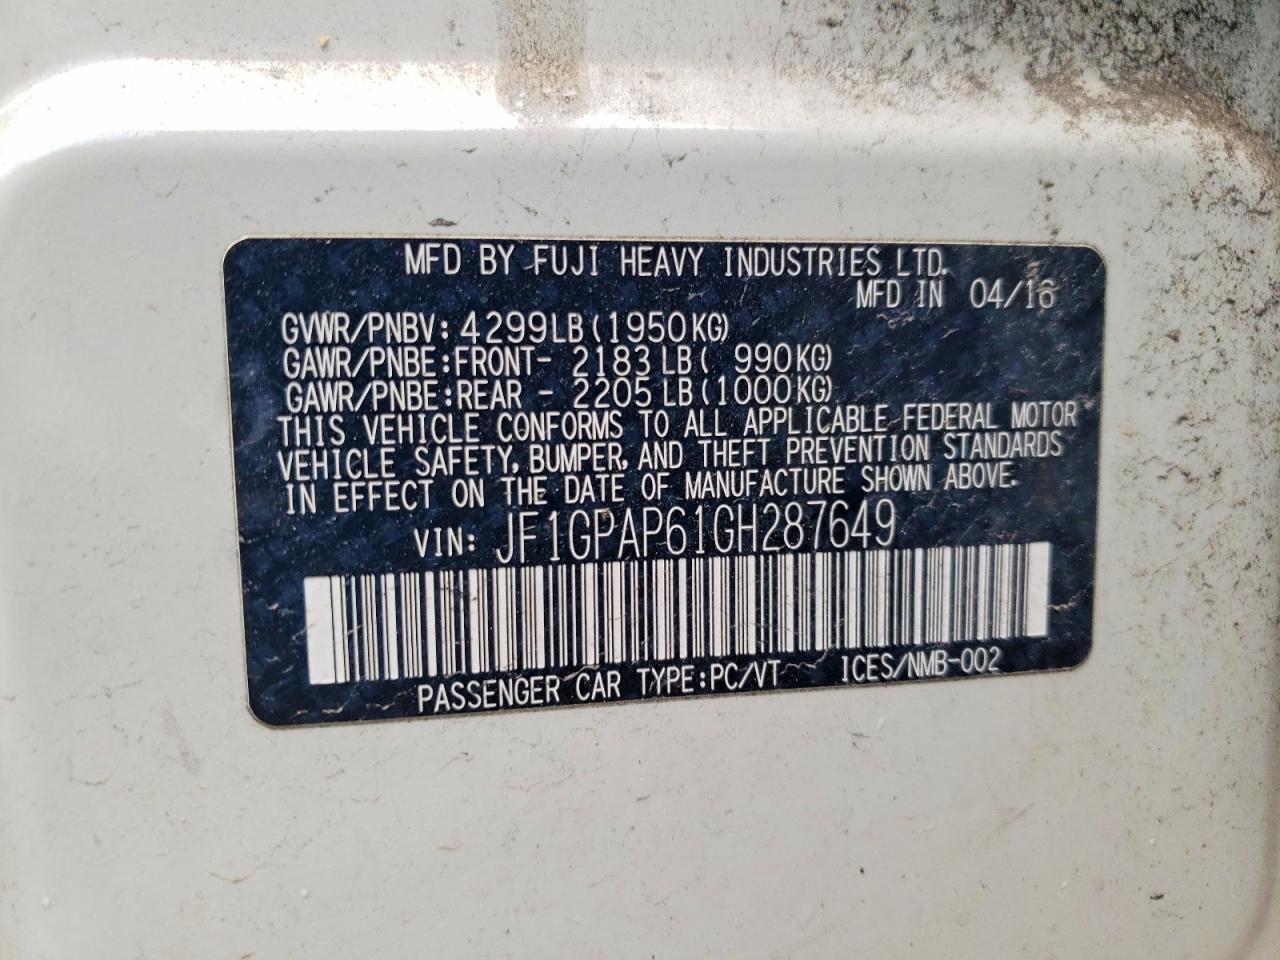 MFD BY FUJI HEAVY INDUSTRIES LTD.
MFD IN 04/16
GVWR/PNBV: 4299LB(1950KG)
GAWR/PNBE:FRONT- 2183LB( 990KG)
GAWR/PNBE:REAR - 2205LB(1000KG)
THIS VEHICLE CONFORMS TO ALL APPLICABLE FEDERAL MOTOR
VEHICLE SAFETY, BUMPER, AND THEFT PREVENTION STANDARDS
IN EFFECT ON THE DATE OF MANUFACTURE SHOWN ABOVE.
VIN: JF1GPAP61GH287649
PASSENGER CAR TYPE:PC/VT ICES/NMB-002